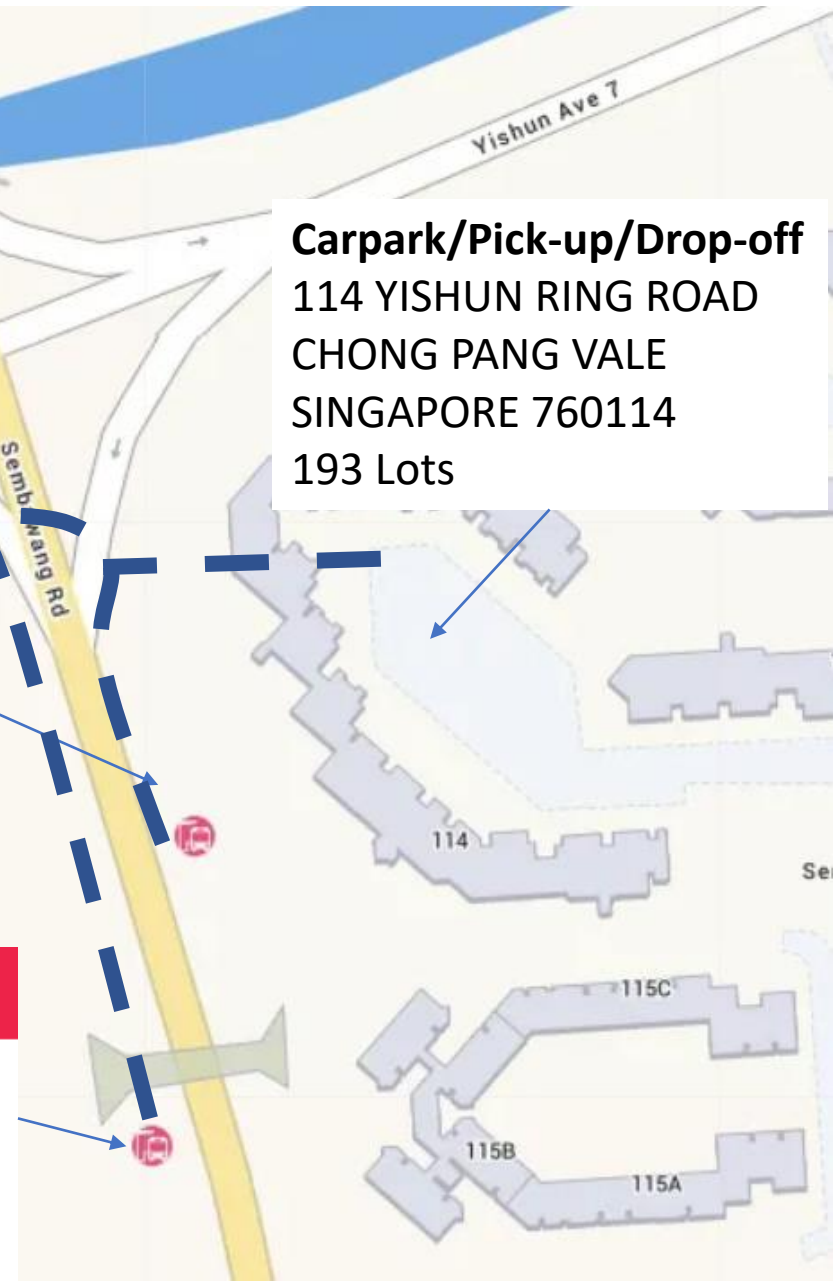 Yishun Ave 7
Carpark/Pick-up/Drop-off
114 YISHUN RING ROAD
CHONG PANG VALE
SINGAPORE 760114
193 Lots
Sembawang Rd
114
115C
115B
115A